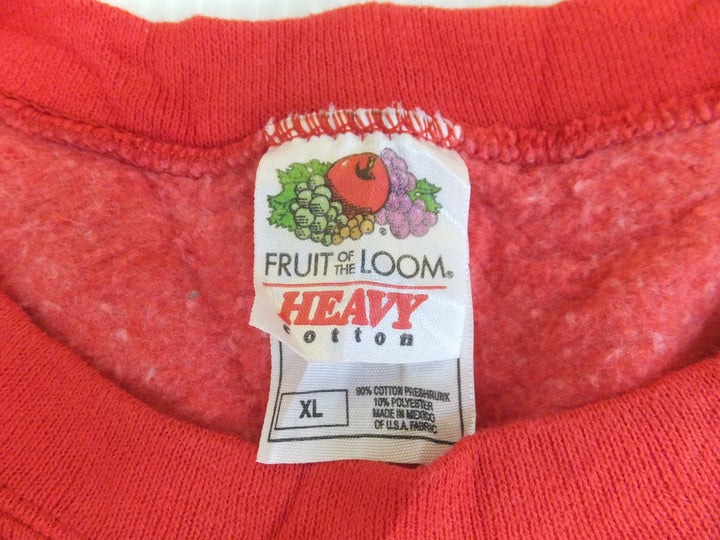 ®
FRUIT OF THE LOOM®
HEAVY
Cotton
XL
90% COTTON PRESHRUNK
10% POLYESTER
MADE IN MEXICO
OF U.S.A. FABRIC